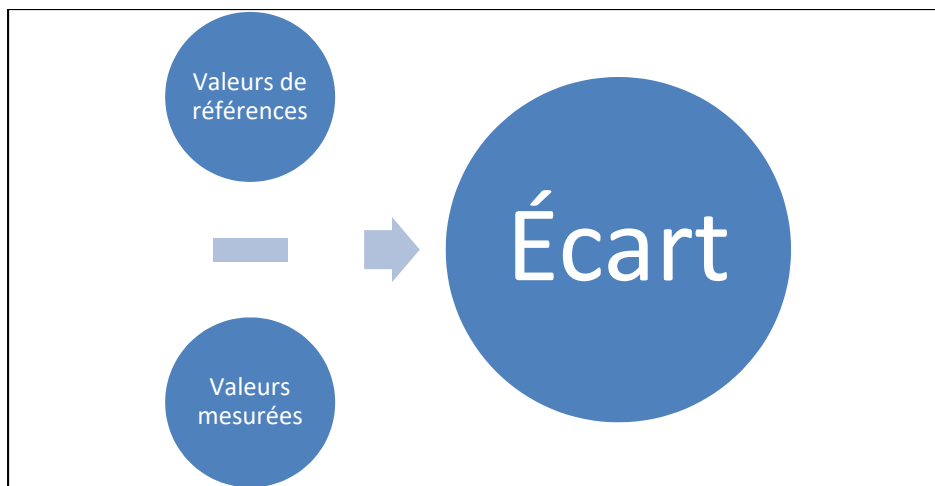 Valeurs de
références
Écart
Valeurs
mesurées